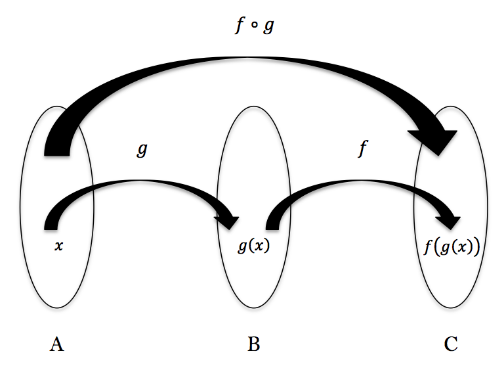 f ∘ g
g f
x g(x) f(g(x))
A B C